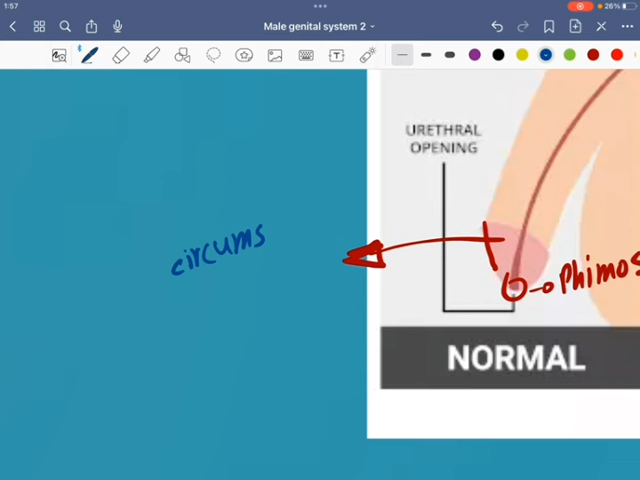 1:57
26%
Male genital system 2
URETHRAL
OPENING
circums
Phimos
NORMAL